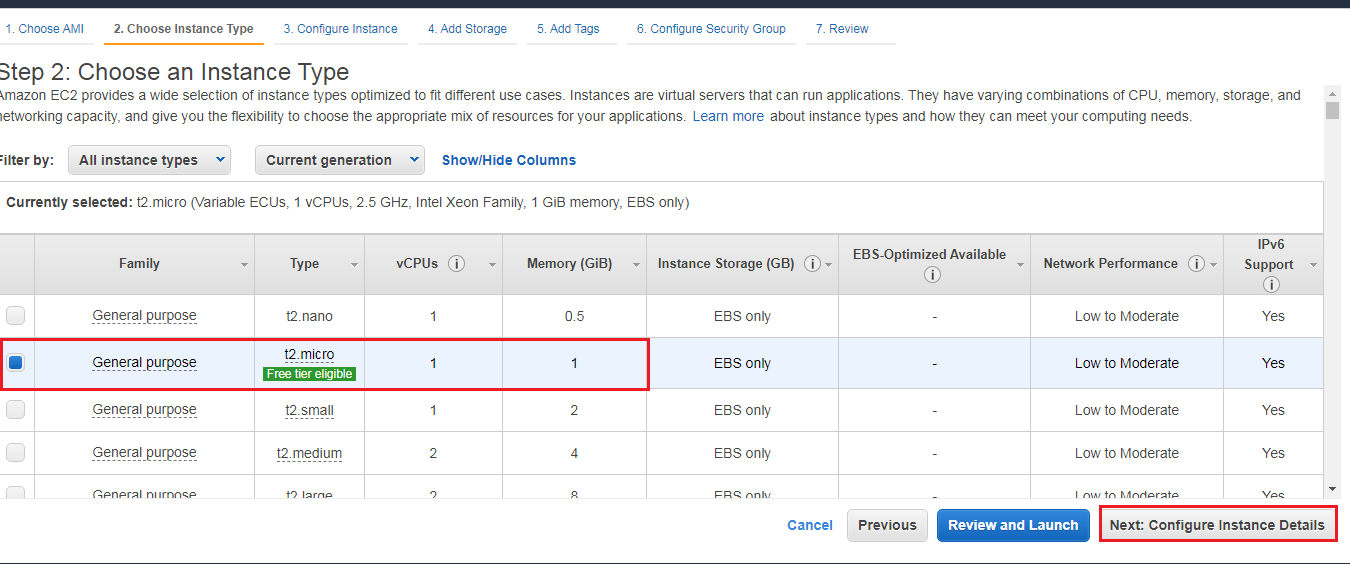 1. Choose AMI 2. Choose Instance Type 3. Configure Instance 4. Add Storage 5. Add Tags 6. Configure Security Group 7. Review
Step 2: Choose an Instance Type
Amazon EC2 provides a wide selection of instance types optimized to fit different use cases. Instances are virtual servers that can run applications. They have varying combinations of CPU, memory, storage, and
networking capacity, and give you the flexibility to choose the appropriate mix of resources for your applications. Learn more about instance types and how they can meet your computing needs.
Filter by: All instance types Current generation Show/Hide Columns
Currently selected: t2.micro (Variable ECUs, 1 vCPUs, 2.5 GHz, Intel Xeon Family, 1 GiB memory, EBS only)
Family Type vCPUs Memory (GiB) Instance Storage (GB) EBS-Optimized Available Network Performance IPv6 Support
General purpose t2.nano 1 0.5 EBS only - Low to Moderate Yes
General purpose t2.micro Free tier eligible 1 1 EBS only - Low to Moderate Yes
General purpose t2.small 1 2 EBS only - Low to Moderate Yes
General purpose t2.medium 2 4 EBS only - Low to Moderate Yes
General purpose t2.large 2 8 EBS only - Low to Moderate Yes
Cancel Previous Review and Launch Next: Configure Instance Details